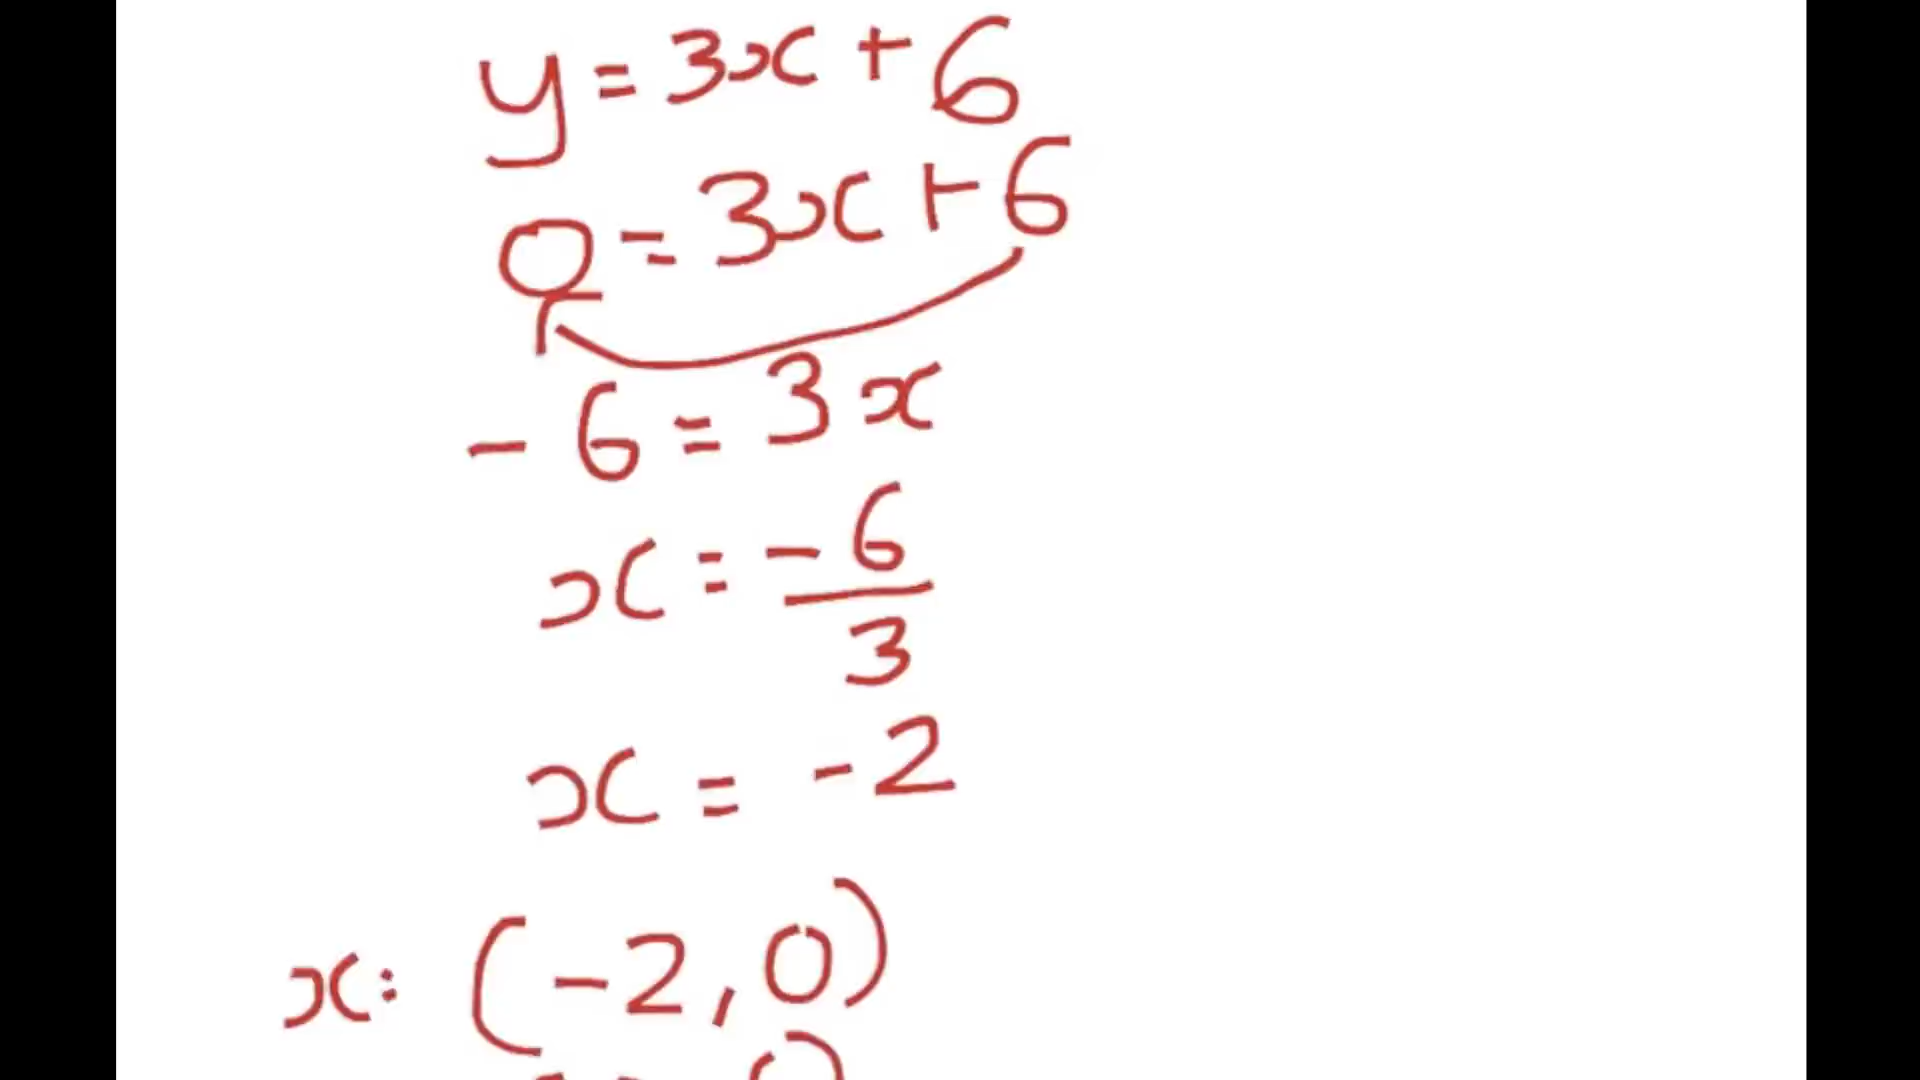 y = 3x + 6
0 = 3x + 6
- 6 = 3x
x = -6/3
x = -2
x: (-2, 0)